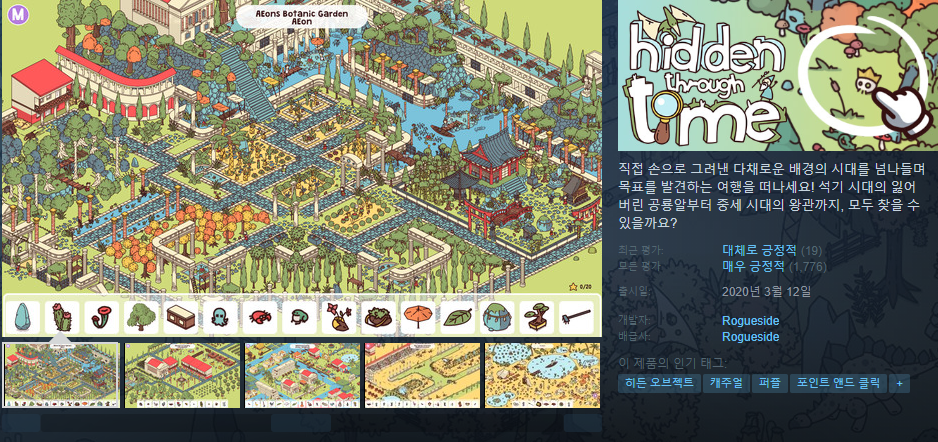 M
AEons Botanic Garden
AEon
0/20
hidden
through
time
직접 손으로 그려낸 다채로운 배경의 시대를 넘나들며
목표를 발견하는 여행을 떠나세요! 석기 시대의 잃어
버린 공룡알부터 중세 시대의 왕관까지, 모두 찾을 수
있을까요?
최근 평가: 대체로 긍정적 (19)
모든 평가: 매우 긍정적 (1,776)
출시일: 2020년 3월 12일
개발자: Rogueside
배급사: Rogueside
이 제품의 인기 태그:
히든 오브젝트 캐주얼 퍼즐 포인트 앤드 클릭 +